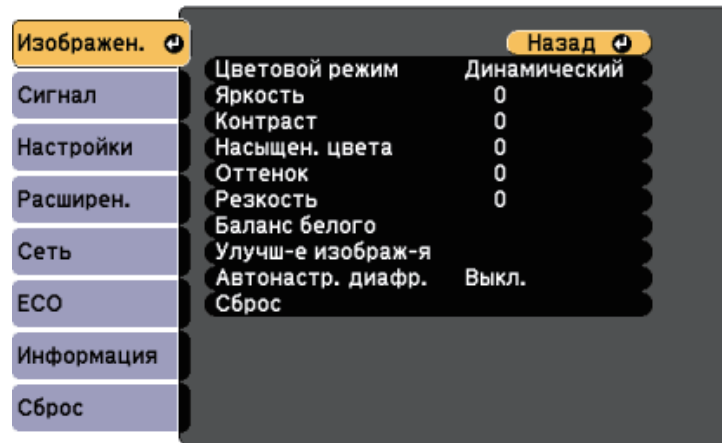 Изображен.
Сигнал
Настройки
Расширен.
Сеть
ECO
Информация
Сброс
Назад
Цветовой режим Динамический
Яркость 0
Контраст 0
Насыщен. цвета 0
Оттенок 0
Резкость 0
Баланс белого
Улучш-е изображ-я
Автонастр. диафр. Выкл.
Сброс